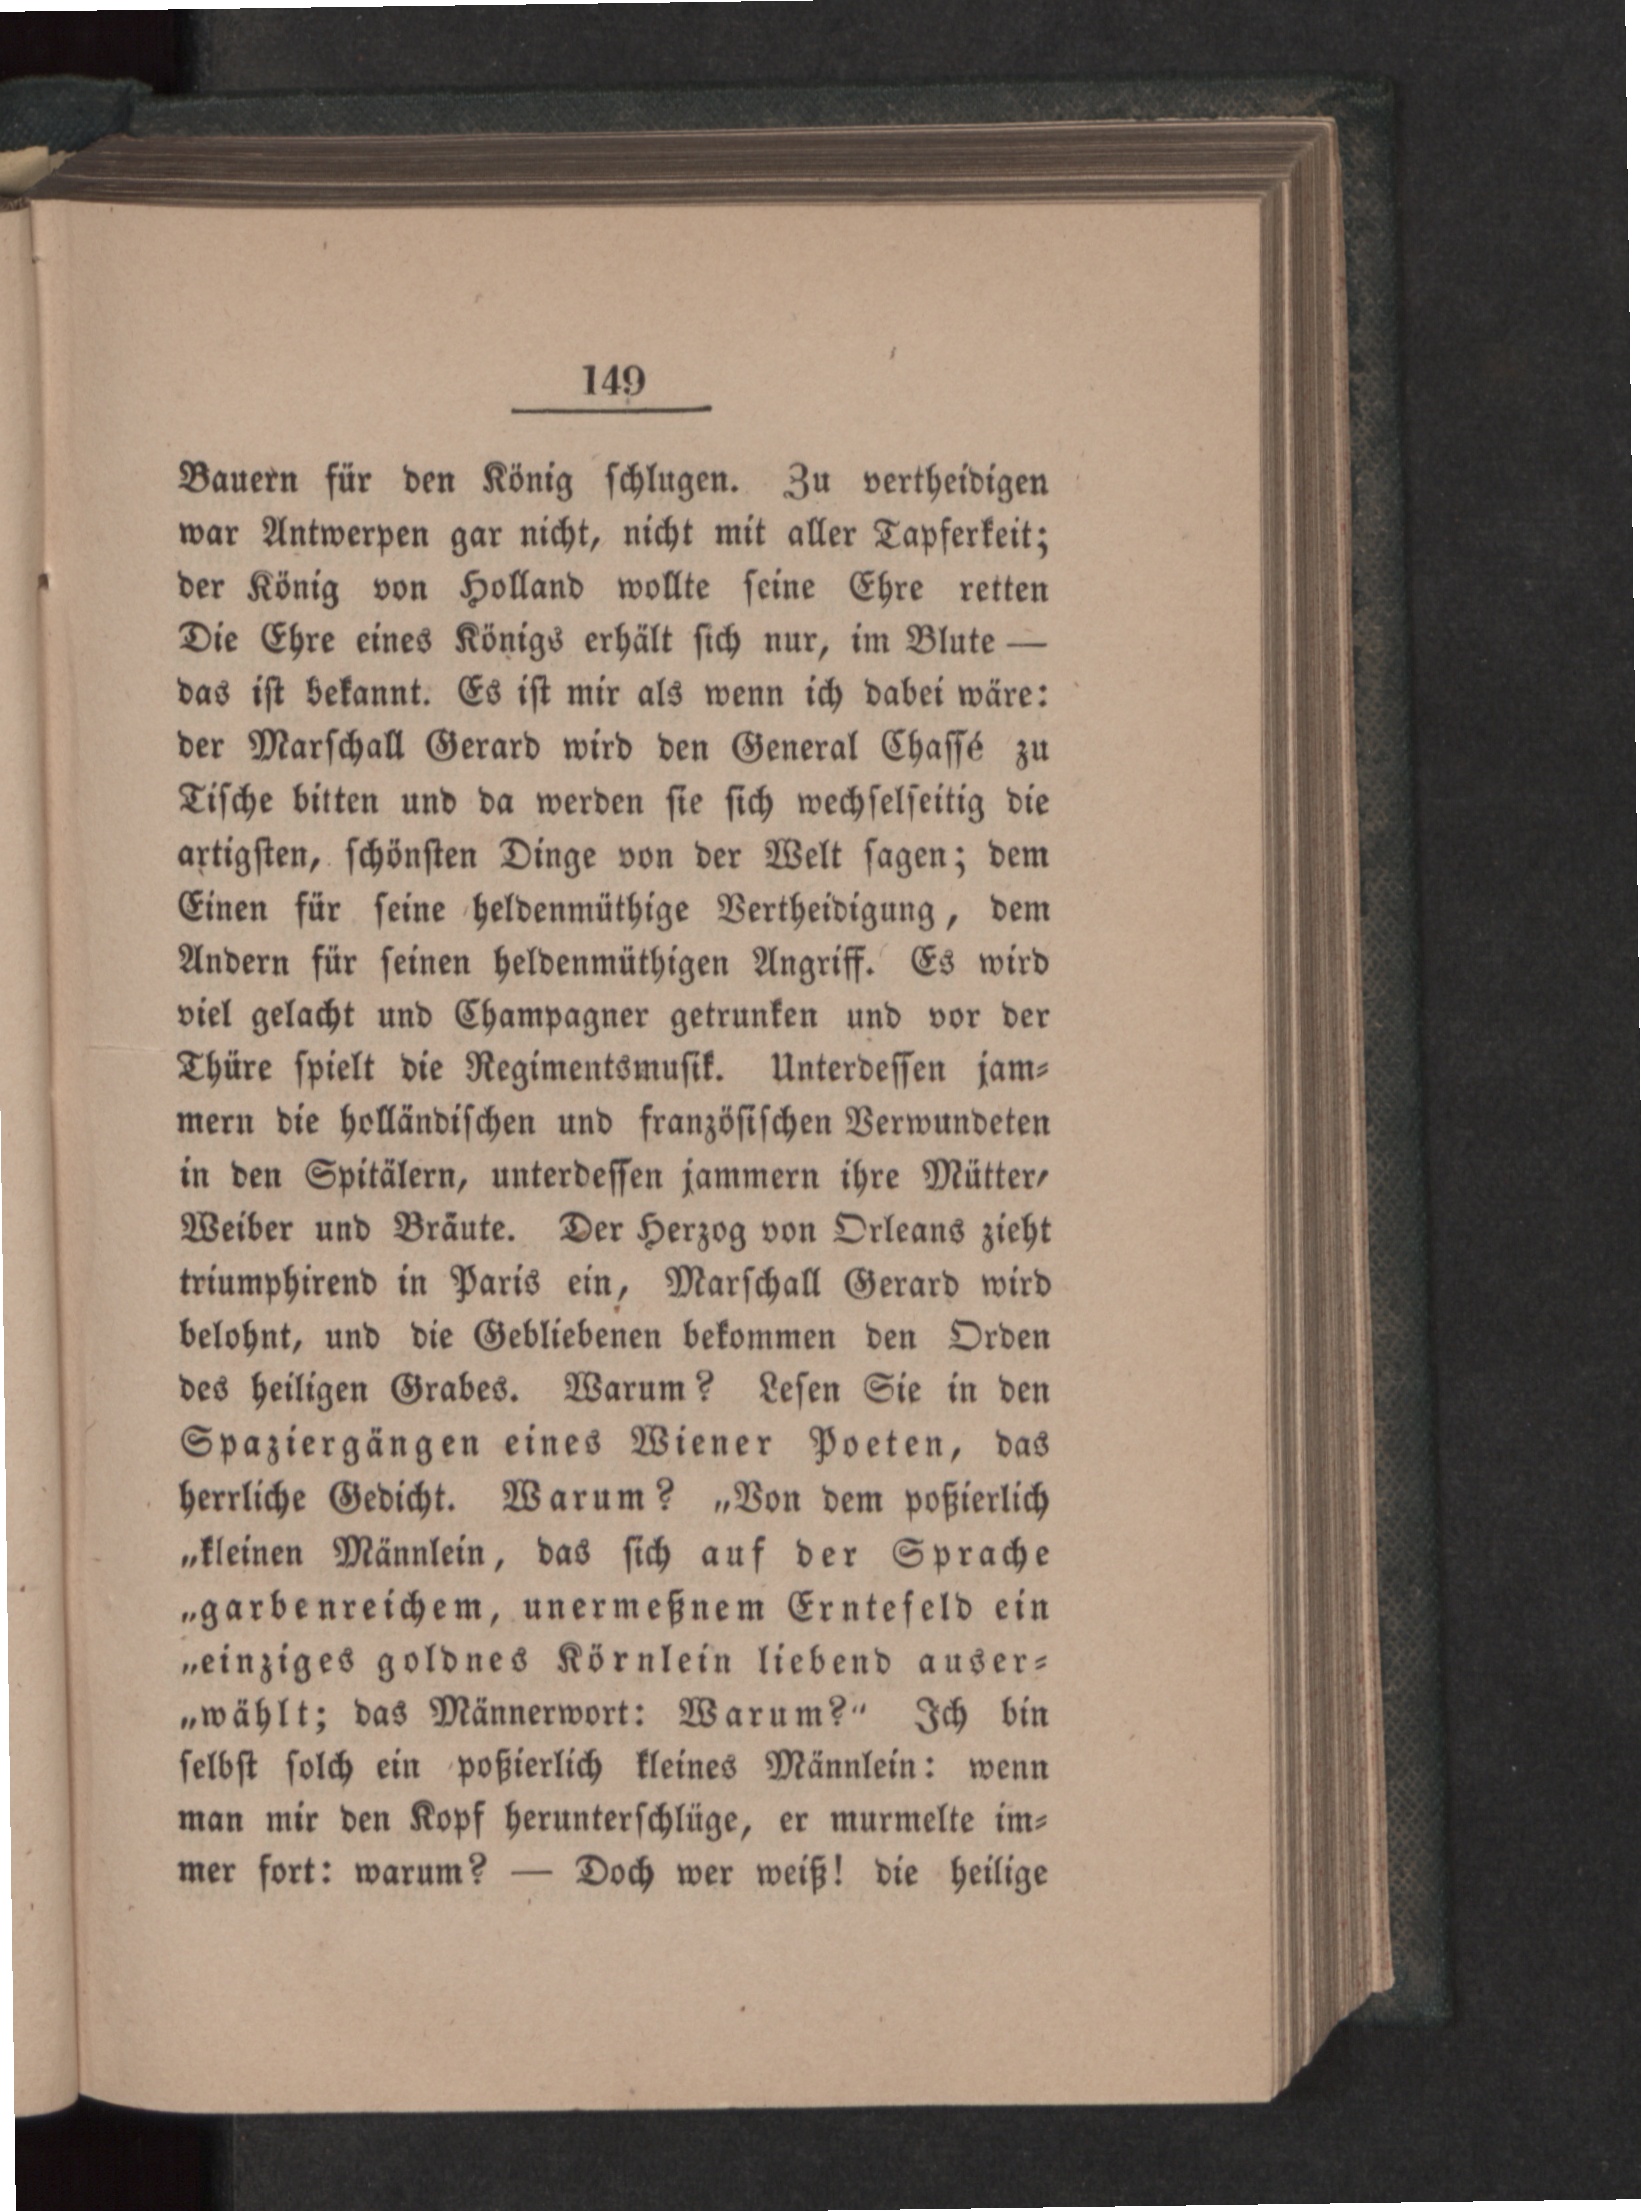 149
Bauern für den König schlugen. Zu vertheidigen
war Antwerpen gar nicht, nicht mit aller Tapferkeit;
der König von Holland wollte seine Ehre retten
Die Ehre eines Königs erhält sich nur, im Blute —
das ist bekannt. Es ist mir als wenn ich dabei wäre:
der Marschall Gerard wird den General Chassé zu
Tische bitten und da werden sie sich wechselseitig die
artigsten, schönsten Dinge von der Welt sagen; dem
Einen für seine heldenmüthige Vertheidigung, dem
Andern für seinen heldenmüthigen Angriff. Es wird
viel gelacht und Champagner getrunken und vor der
Thüre spielt die Regimentsmusik. Unterdessen jam-
mern die holländischen und französischen Verwundeten
in den Spitälern, unterdessen jammern ihre Mütter,
Weiber und Bräute. Der Herzog von Orleans zieht
triumphirend in Paris ein, Marschall Gerard wird
belohnt, und die Gebliebenen bekommen den Orden
des heiligen Grabes. Warum? Lesen Sie in den
Spaziergängen eines Wiener Poeten, das
herrliche Gedicht. Warum? „Von dem poßierlich
„kleinen Männlein, das sich auf der Sprache
„garbenreichem, unermeßnem Erntefeld ein
„einziges goldnes Körnlein liebend auser-
„wählt; das Männerwort: Warum?“ Ich bin
selbst solch ein poßierlich kleines Männlein: wenn
man mir den Kopf herunterschlüge, er murmelte im-
mer fort: warum? — Doch wer weiß! die heilige